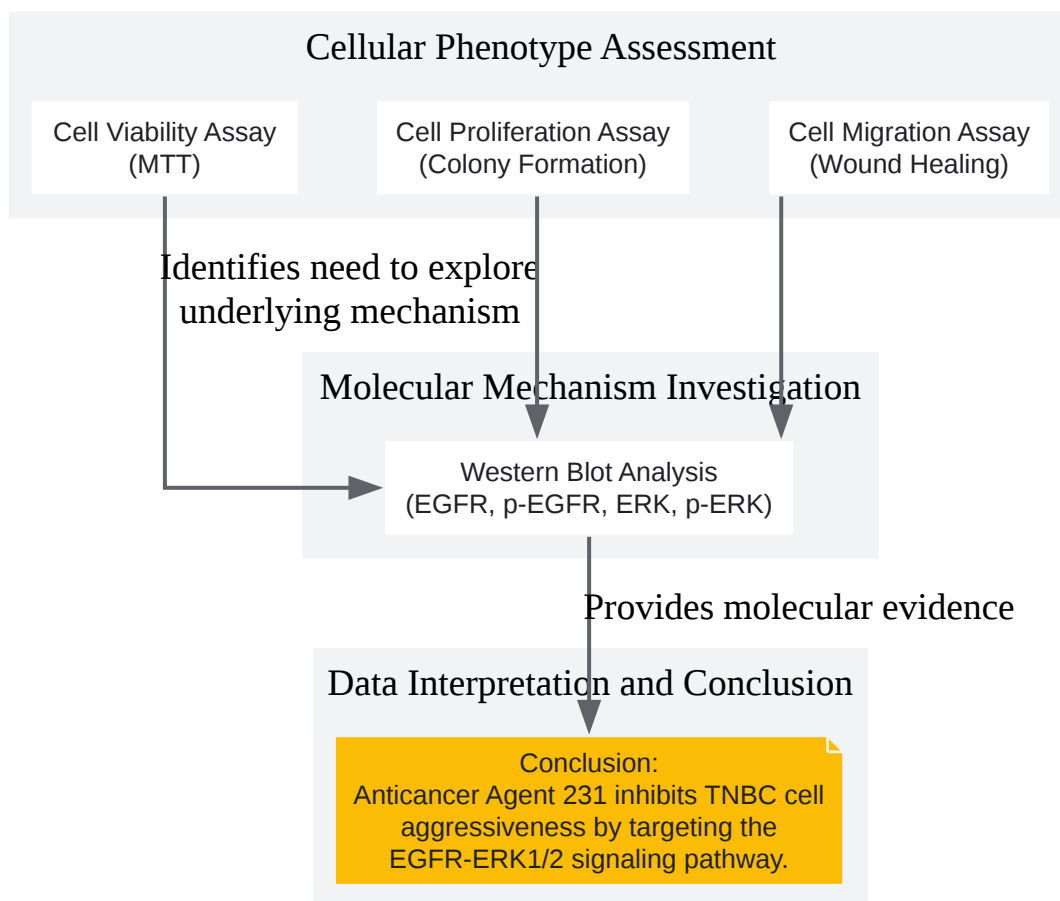 Cellular Phenotype Assessment
Cell Viability Assay
(MTT)
Cell Proliferation Assay
(Colony Formation)
Cell Migration Assay
(Wound Healing)
Identifies need to explore
underlying mechanism
Molecular Mechanism Investigation
Western Blot Analysis
(EGFR, p-EGFR, ERK, p-ERK)
Provides molecular evidence
Data Interpretation and Conclusion
Conclusion:
Anticancer Agent 231 inhibits TNBC cell
aggressiveness by targeting the
EGFR-ERK1/2 signaling pathway.